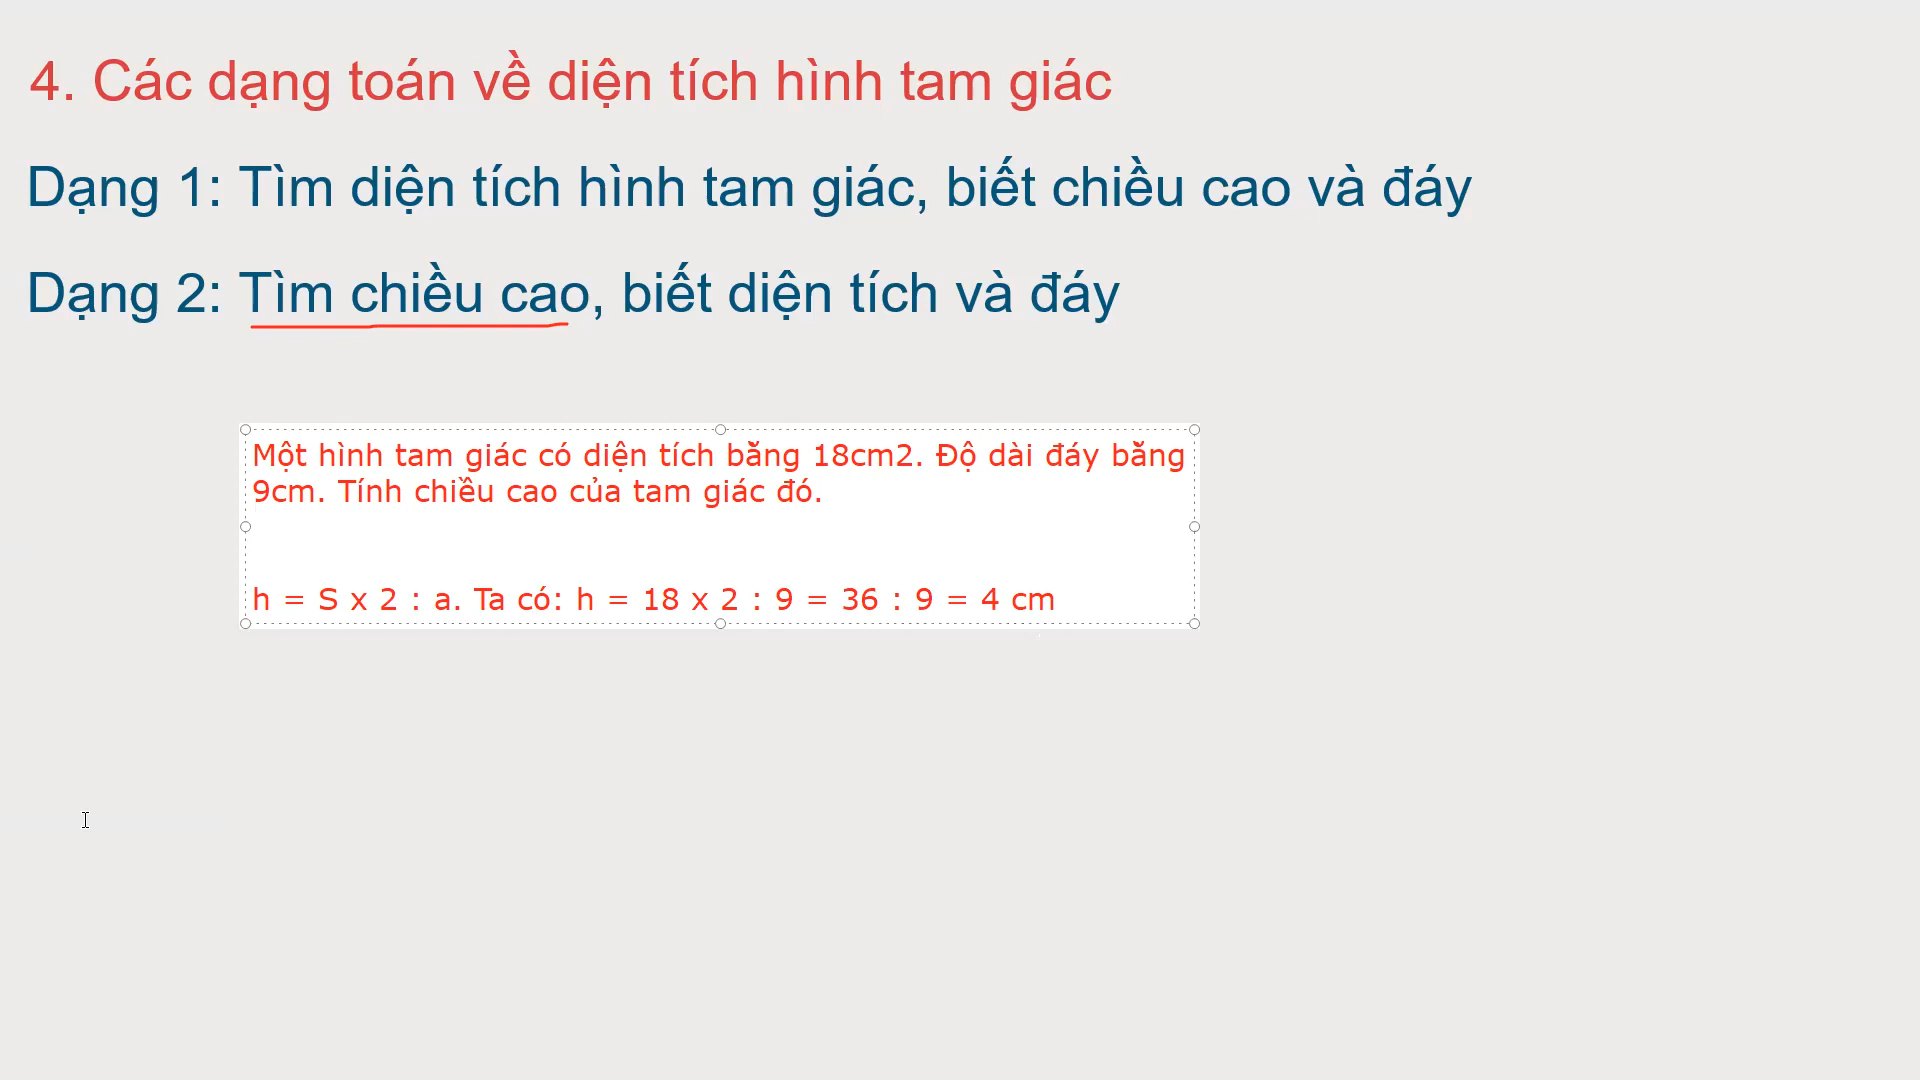 4. Các dạng toán về diện tích hình tam giác
Dạng 1: Tìm diện tích hình tam giác, biết chiều cao và đáy
Dạng 2: Tìm chiều cao, biết diện tích và đáy
Một hình tam giác có diện tích bằng 18cm2. Độ dài đáy bằng
9cm. Tính chiều cao của tam giác đó.
h = S x 2 : a. Ta có: h = 18 x 2 : 9 = 36 : 9 = 4 cm